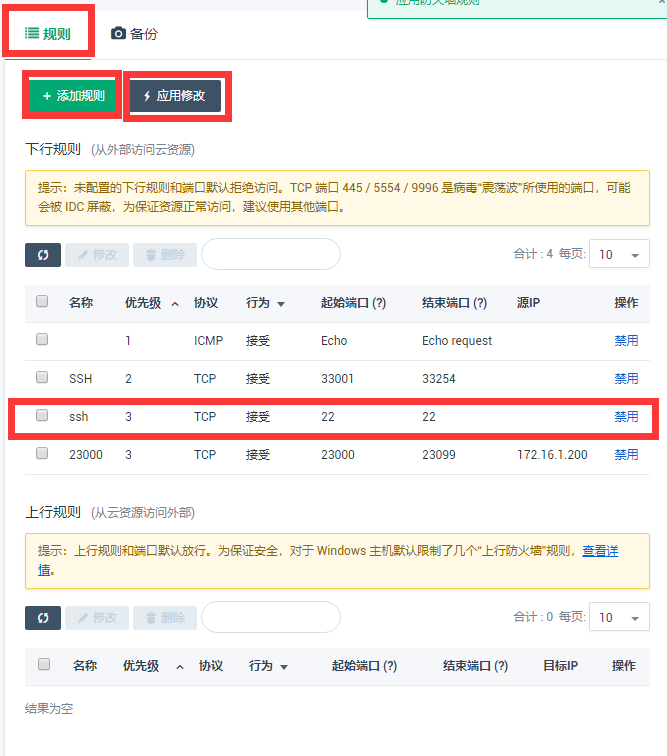 应用防火墙规则
规则 备份
+ 添加规则 应用修改
下行规则 (从外部访问云资源)
提示：未配置的下行规则和端口默认拒绝访问。TCP 端口 445 / 5554 / 9996 是病毒“震荡波”所使用的端口，可能
会被 IDC 屏蔽，为保证资源正常访问，建议使用其他端口。
修改 删除 合计 : 4 每页: 10
名称 优先级 协议 行为 起始端口 (?) 结束端口 (?) 源IP 操作
1 ICMP 接受 Echo Echo request 禁用
SSH 2 TCP 接受 33001 33254 禁用
ssh 3 TCP 接受 22 22 禁用
23000 3 TCP 接受 23000 23099 172.16.1.200 禁用
上行规则 (从云资源访问外部)
提示：上行规则和端口默认放行。为保证安全，对于 Windows 主机默认限制了几个“上行防火墙”规则，查看详
情。
修改 删除 合计 : 0 每页: 10
名称 优先级 协议 行为 起始端口 (?) 结束端口 (?) 目标IP 操作
结果为空